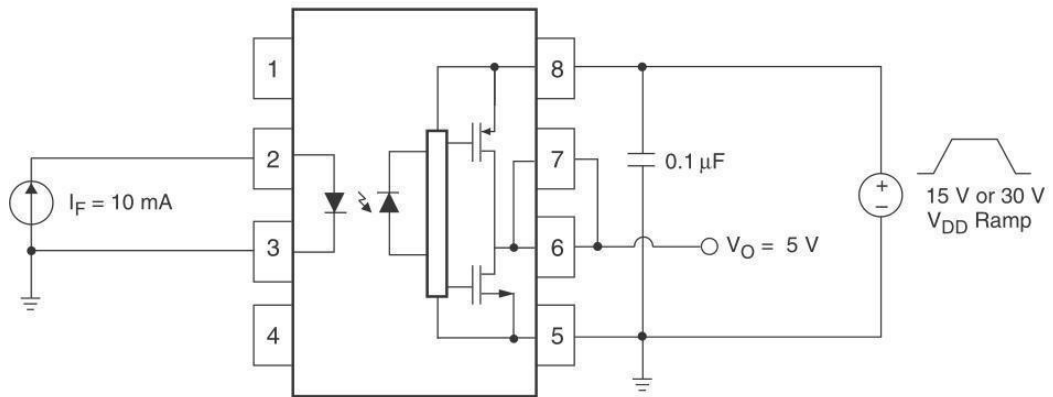 1
2
3
4
8
7
6
5
I_F = 10 mA
0.1 μF
+
–
15 V or 30 V
V_DD Ramp
V_O = 5 V